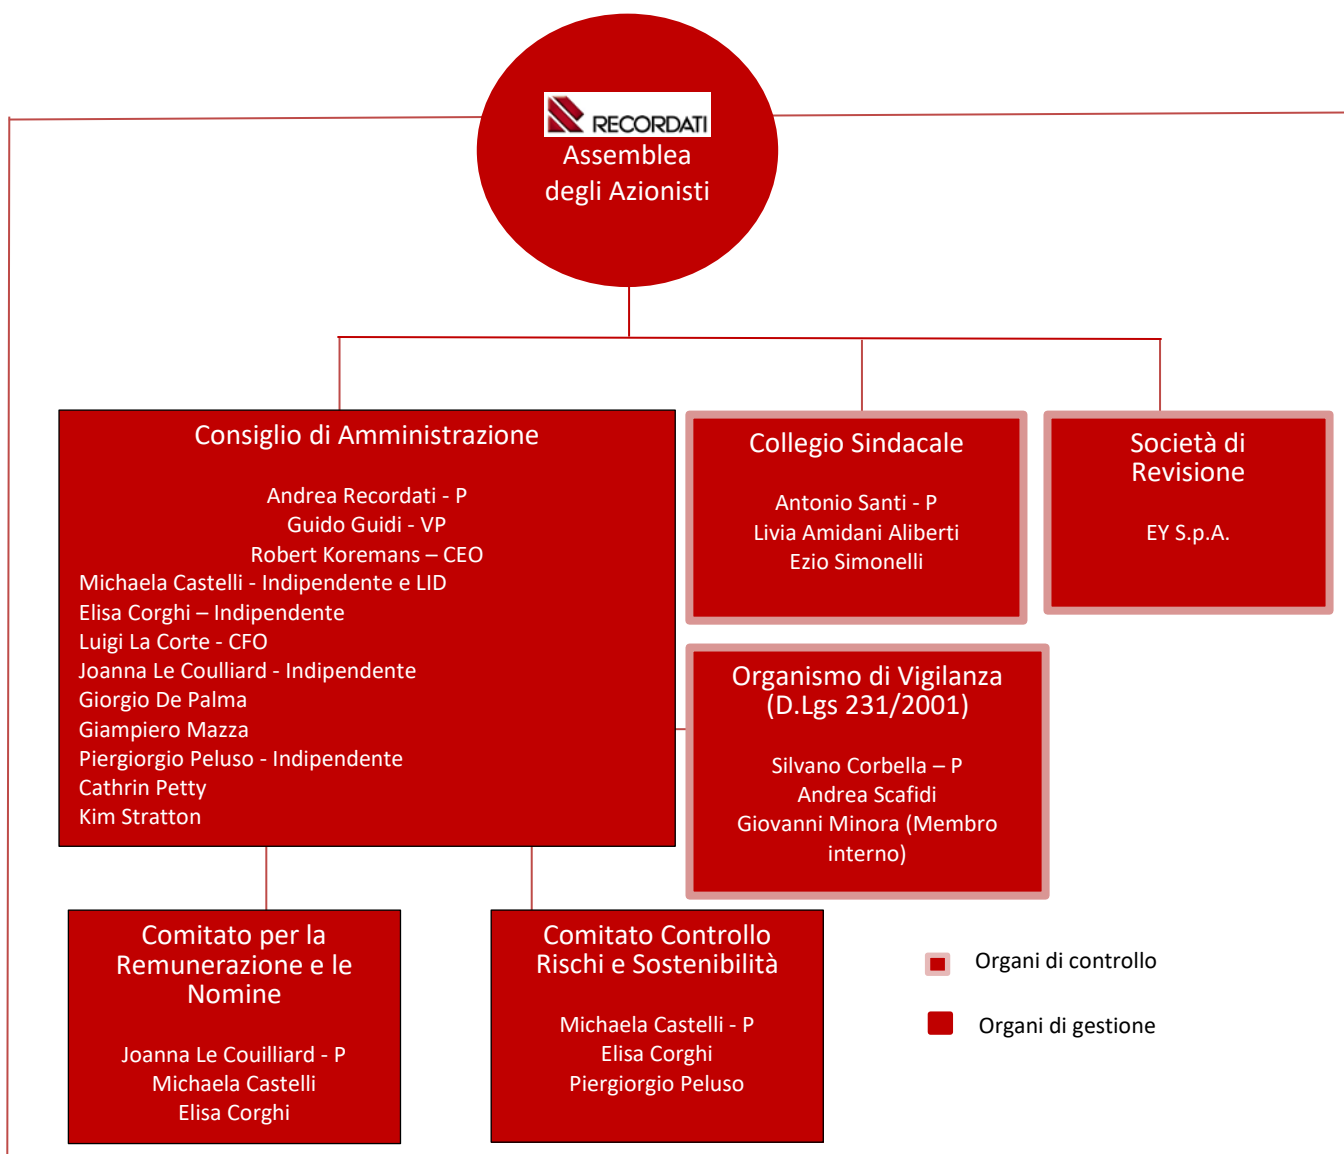 RECORDATI
Assemblea
degli Azionisti
Consiglio di Amministrazione
Andrea Recordati - P
Guido Guidi - VP
Robert Koremans – CEO
Michaela Castelli - Indipendente e LID
Elisa Corghi – Indipendente
Luigi La Corte - CFO
Joanna Le Coulliard - Indipendente
Giorgio De Palma
Giampiero Mazza
Piergiorgio Peluso - Indipendente
Cathrin Petty
Kim Stratton
Collegio Sindacale
Antonio Santi - P
Livia Amidani Aliberti
Ezio Simonelli
Società di
Revisione
EY S.p.A.
Organismo di Vigilanza
(D.Lgs 231/2001)
Silvano Corbella – P
Andrea Scafidi
Giovanni Minora (Membro
interno)
Comitato per la
Remunerazione e le
Nomine
Joanna Le Couilliard - P
Michaela Castelli
Elisa Corghi
Comitato Controllo
Rischi e Sostenibilità
Michaela Castelli - P
Elisa Corghi
Piergiorgio Peluso
Organi di controllo
Organi di gestione